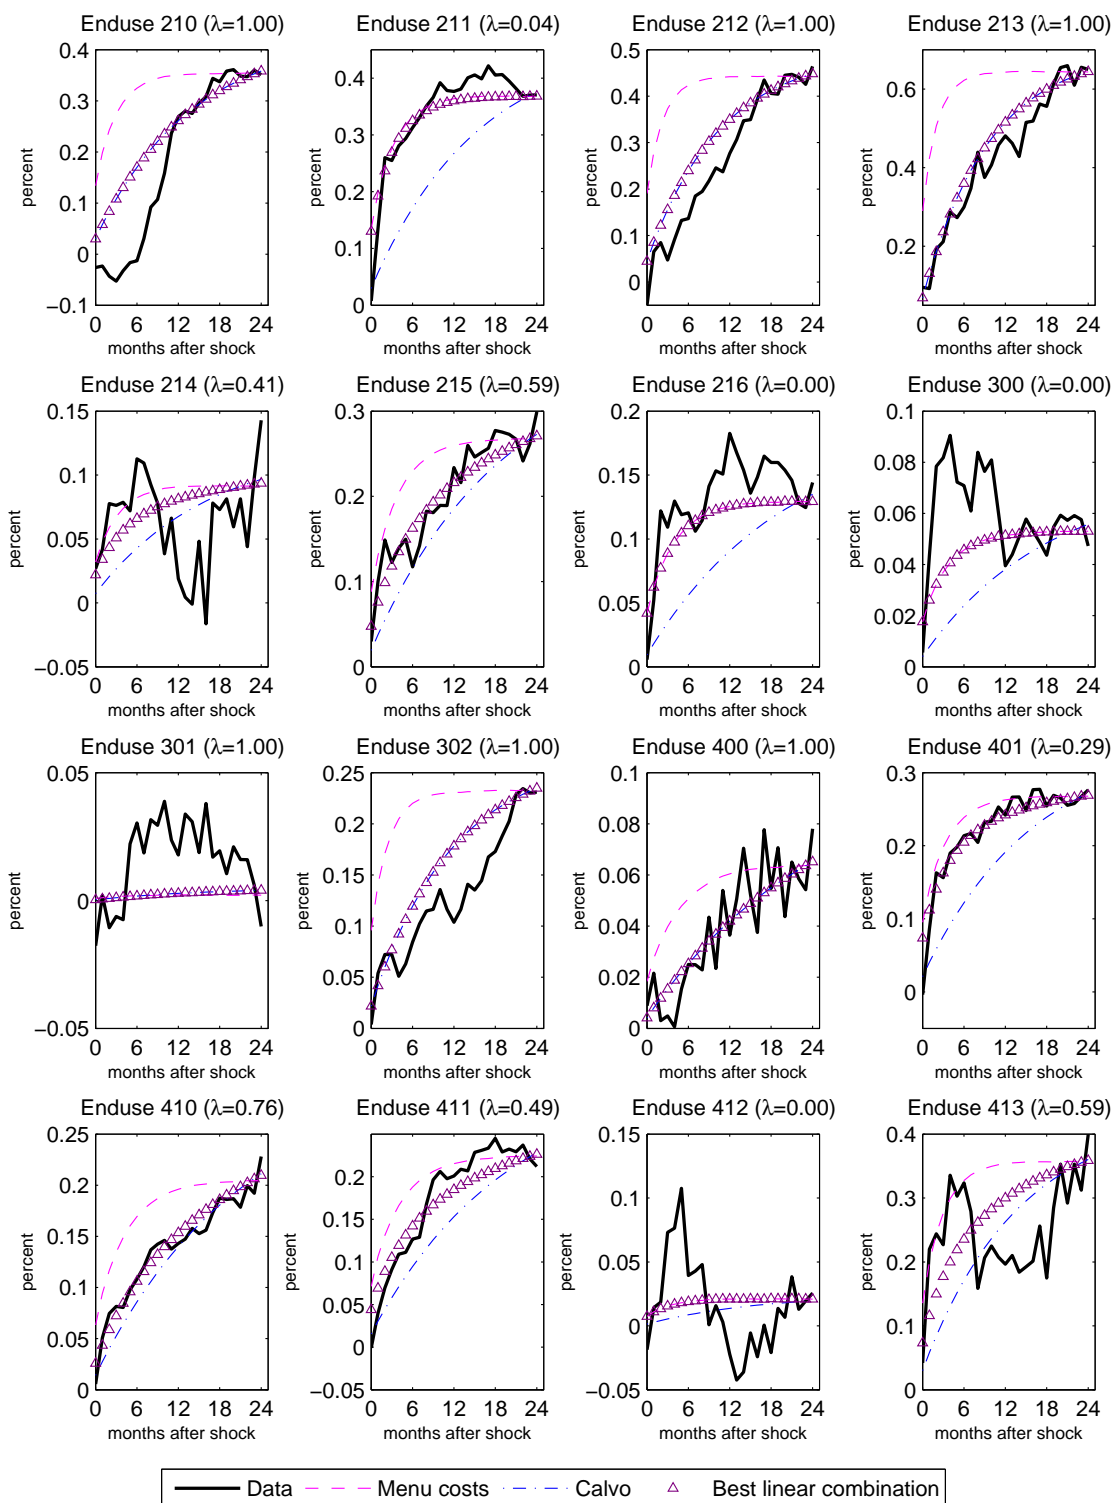 Enduse 210 (λ=1.00) Enduse 211 (λ=0.04) Enduse 212 (λ=1.00) Enduse 213 (λ=1.00)
percent
0.4
0.3
0.2
0.1
0
−0.1
0 6 12 18 24
months after shock
percent
0.4
0.3
0.2
0.1
0
0 6 12 18 24
months after shock
percent
0.5
0.4
0.3
0.2
0.1
0
0 6 12 18 24
months after shock
percent
0.6
0.4
0.2
0 6 12 18 24
months after shock
Enduse 214 (λ=0.41) Enduse 215 (λ=0.59) Enduse 216 (λ=0.00) Enduse 300 (λ=0.00)
percent
0.15
0.1
0.05
0
−0.05
0 6 12 18 24
months after shock
percent
0.3
0.2
0.1
0
0 6 12 18 24
months after shock
percent
0.2
0.15
0.1
0.05
0
0 6 12 18 24
months after shock
percent
0.1
0.08
0.06
0.04
0.02
0
0 6 12 18 24
months after shock
Enduse 301 (λ=1.00) Enduse 302 (λ=1.00) Enduse 400 (λ=1.00) Enduse 401 (λ=0.29)
percent
0.05
0
−0.05
0 6 12 18 24
months after shock
percent
0.25
0.2
0.15
0.1
0.05
0
0 6 12 18 24
months after shock
percent
0.1
0.08
0.06
0.04
0.02
0
0 6 12 18 24
months after shock
percent
0.3
0.2
0.1
0
0 6 12 18 24
months after shock
Enduse 410 (λ=0.76) Enduse 411 (λ=0.49) Enduse 412 (λ=0.00) Enduse 413 (λ=0.59)
percent
0.25
0.2
0.15
0.1
0.05
0
0 6 12 18 24
months after shock
percent
0.25
0.2
0.15
0.1
0.05
0
−0.05
0 6 12 18 24
months after shock
percent
0.15
0.1
0.05
0
−0.05
0 6 12 18 24
months after shock
percent
0.4
0.3
0.2
0.1
0
0 6 12 18 24
months after shock
Data Menu costs Calvo Best linear combination